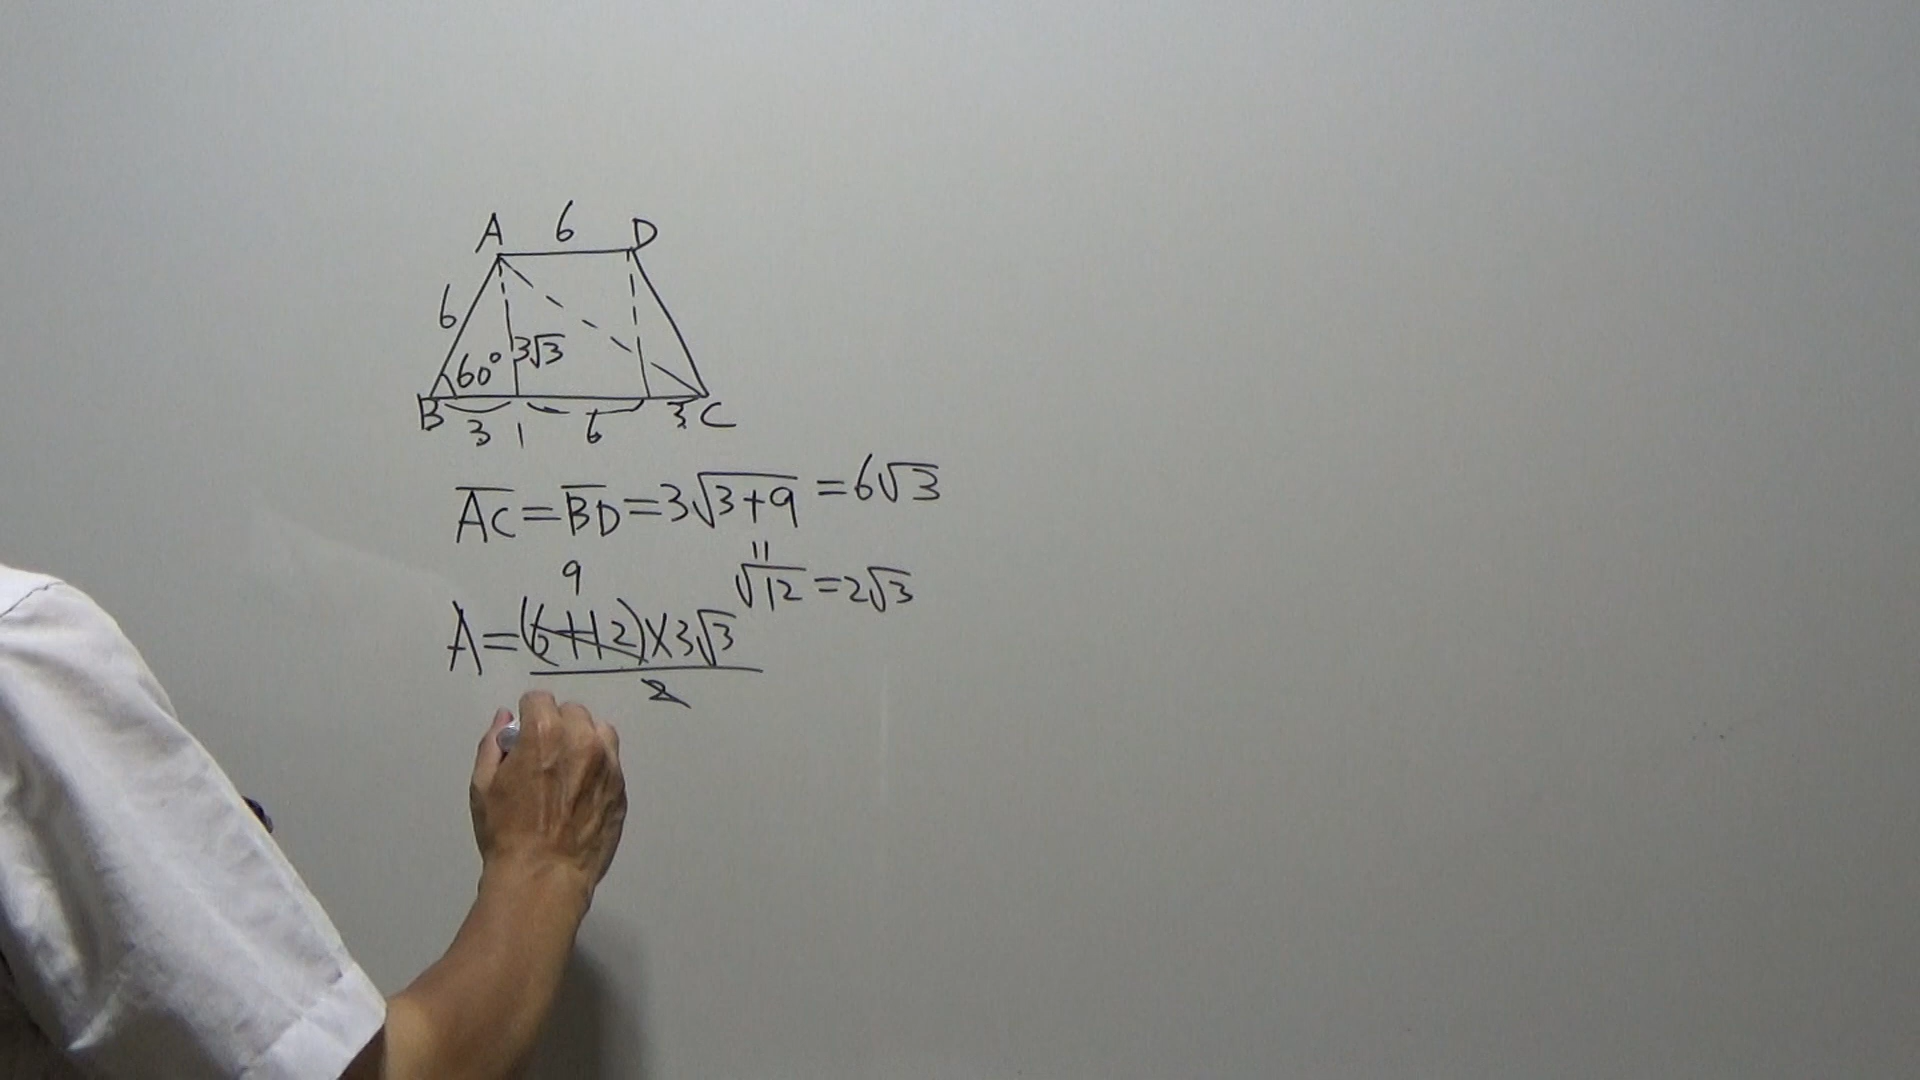 A 6 D
6
60° 3√3
B 3 6 3 C
AC = BD = 3√3+9 = 6√3
9 11
√12 = 2√3
A = (6+12)×3√3
2